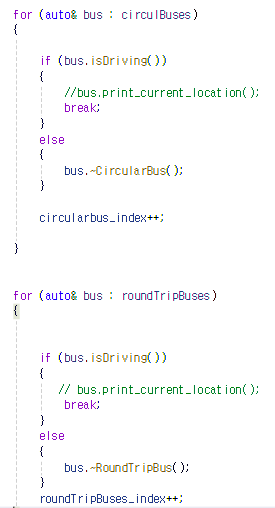 for (auto& bus : circulBuses)
{
if (bus.isDriving())
{
//bus.print_current_location();
break;
}
else
{
bus.~CircularBus();
}
circularbus_index++;
}
for (auto& bus : roundTripBuses)
{
if (bus.isDriving())
{
// bus.print_current_location();
break;
}
else
{
bus.~RoundTripBus();
}
roundTripBuses_index++;